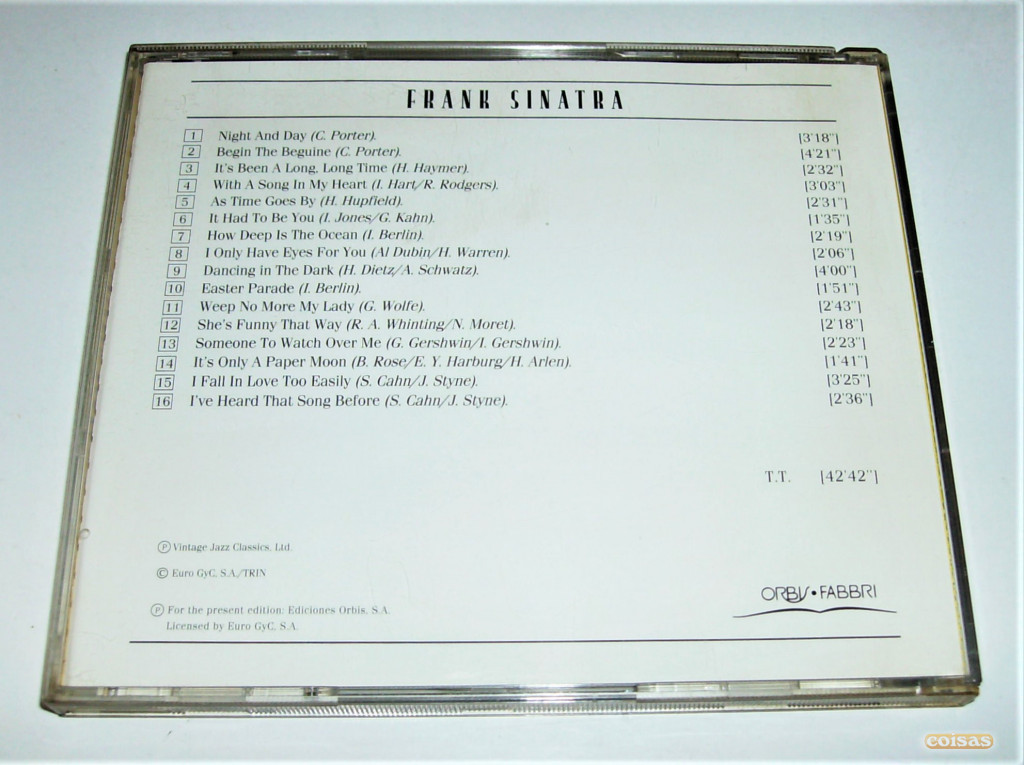 FRANK SINATRA
1 Night And Day (C. Porter). [3'18"]
2 Begin The Beguine (C. Porter). [4'21"]
3 It's Been A Long, Long Time (H. Haymer). [2'32"]
4 With A Song In My Heart (I. Hart/R. Rodgers). [3'03"]
5 As Time Goes By (H. Hupfield). [2'31"]
6 It Had To Be You (I. Jones/G. Kahn). [1'35"]
7 How Deep Is The Ocean (I. Berlin). [2'19"]
8 I Only Have Eyes For You (Al Dubin/H. Warren). [2'06"]
9 Dancing in The Dark (H. Dietz/A. Schwatz). [4'00"]
10 Easter Parade (I. Berlin). [1'51"]
11 Weep No More My Lady (G. Wolfe). [2'43"]
12 She's Funny That Way (R. A. Whinting/N. Moret). [2'18"]
13 Someone To Watch Over Me (G. Gershwin/I. Gershwin). [2'23"]
14 It's Only A Paper Moon (B. Rose/E. Y. Harburg/H. Arlen). [1'41"]
15 I Fall In Love Too Easily (S. Cahn/J. Styne). [3'25"]
16 I've Heard That Song Before (S. Cahn/J. Styne). [2'36"]
T.T. [42'42"]
℗ Vintage Jazz Classics, Ltd.
© Euro GyC, S.A./TRIN
℗ For the present edition: Ediciones Orbis, S.A.
Licensed by Euro GyC, S.A.
ORBIS•FABBRI
coisas